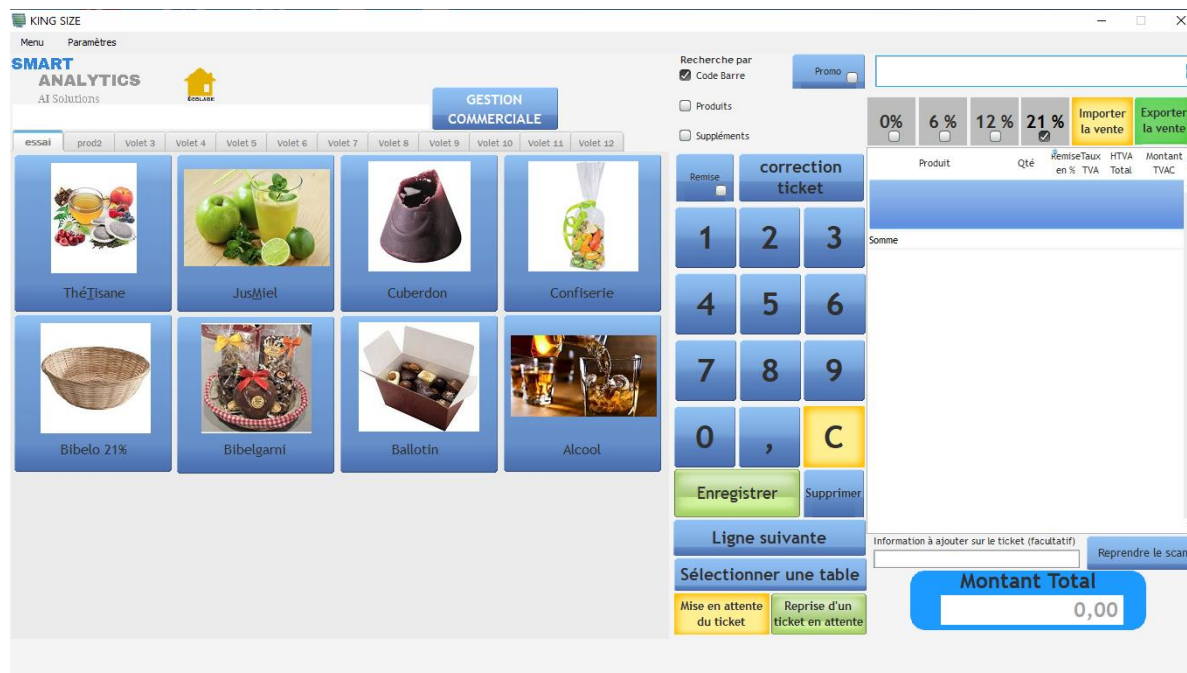 KING SIZE
Menu Paramètres
SMART
ANALYTICS
AI Solutions
GESTION
COMMERCIALE
essai prod2 Volet 3 Volet 4 Volet 5 Volet 6 Volet 7 Volet 8 Volet 9 Volet 10 Volet 11 Volet 12
ThéTisane JusMiel Cuberdon Confiserie
Bibelo 21% Bibelgarni Ballotin Alcool
Recherche par
Code Barre
Promo
Produits
Suppléments
Remise
correction
ticket
1 2 3
4 5 6
7 8 9
0 , C
Enregistrer Supprimer
Ligne suivante
Sélectionner une table
Mise en attente
du ticket
Reprise d'un
ticket en attente
0% 6 % 12 % 21 %
Importer
la vente
Exporter
la vente
Produit Qté Remise Taux HTVA Montant
en % TVA Total TVAC
Somme
Information à ajouter sur le ticket (facultatif)
Reprendre le scan
Montant Total
0,00